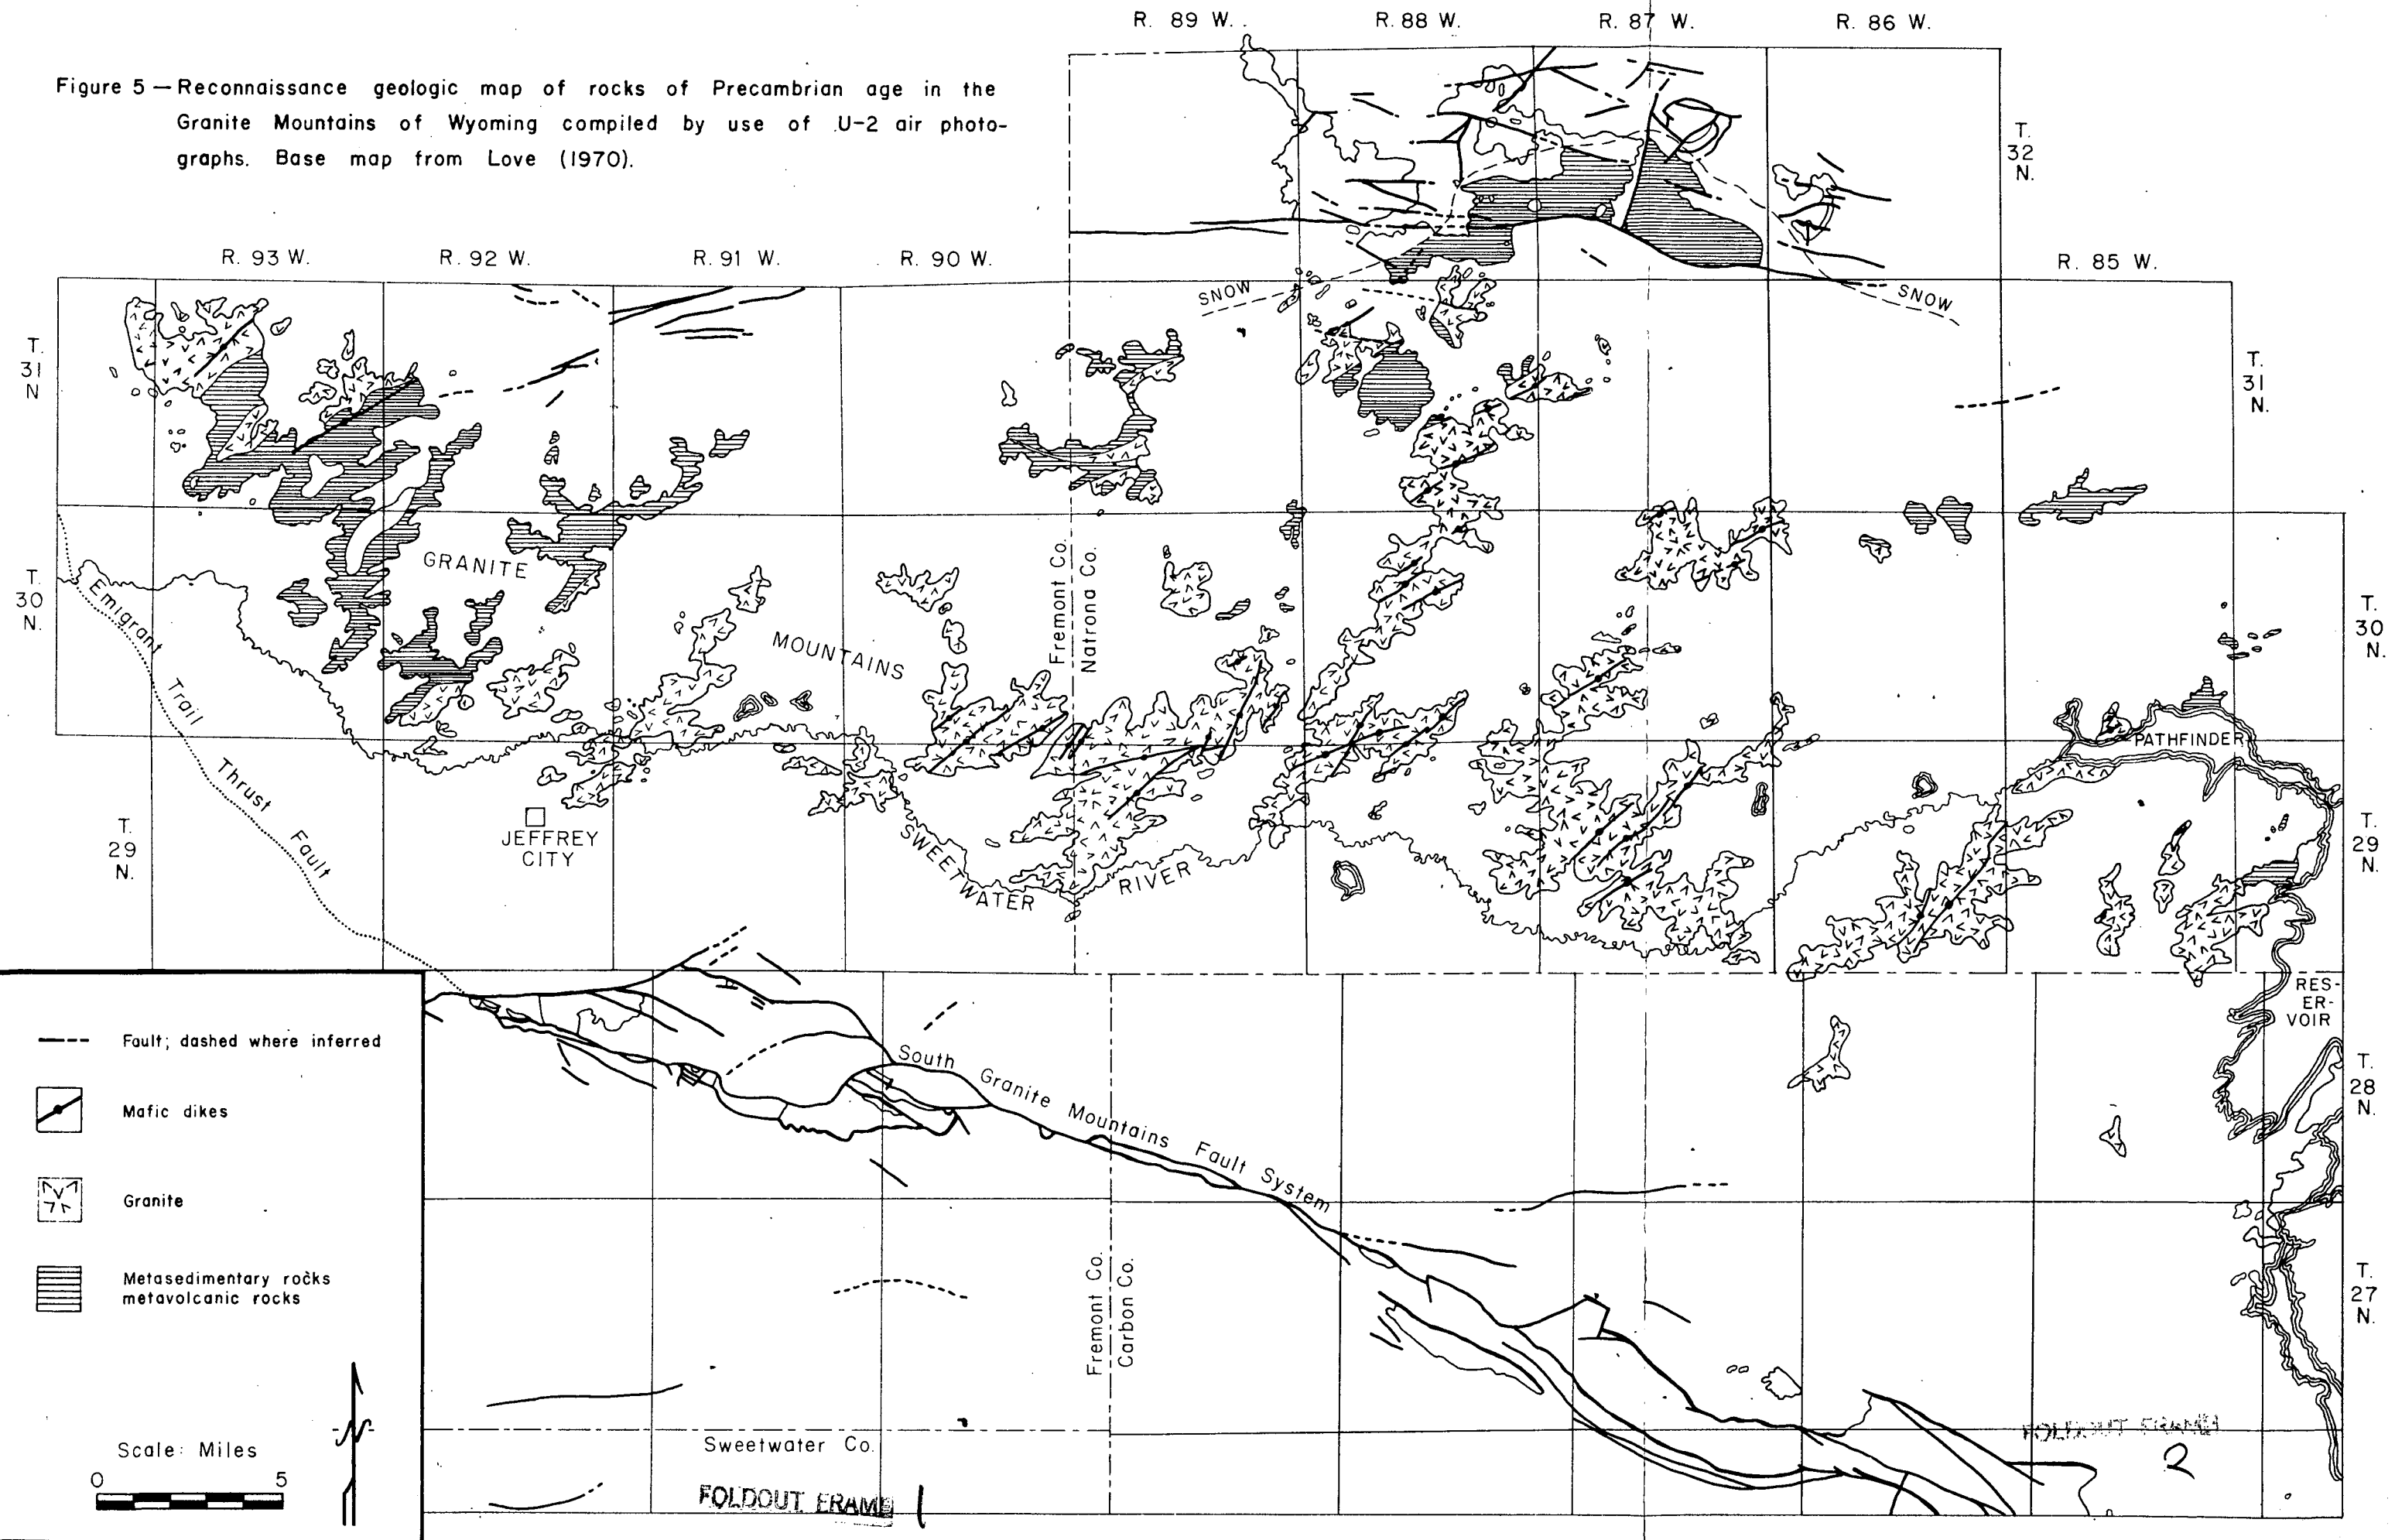 R. 89 W.
R. 88 W.
R. 87 W.
R. 86 W.
Figure 5 — Reconnaissance geologic map of rocks of Precambrian age in the
Granite Mountains of Wyoming compiled by use of U-2 air photo-
graphs. Base map from Love (1970).
T.
32
N.
R. 93 W.
R. 92 W.
R. 91 W.
R. 90 W.
R. 85 W.
SNOW
SNOW
T.
31
N
T.
31
N.
GRANITE
MOUNTAINS
Fremont Co.
Natrona Co.
T.
30
N.
T.
30
N.
Emigrant Trail Thrust Fault
PATHFINDER
JEFFREY
CITY
SWEETWATER
RIVER
T.
29
N.
T.
29
N.
RES-
ER-
VOIR
Fault; dashed where inferred
Mafic dikes
Granite
Metasedimentary rocks
metavolcanic rocks
South Granite Mountains Fault System
T.
28
N.
Fremont Co.
Carbon Co.
T.
27
N.
N
Scale: Miles
0 5
Sweetwater Co.
FOLDOUT FRAME 1
FOLDOUT FRAME
2